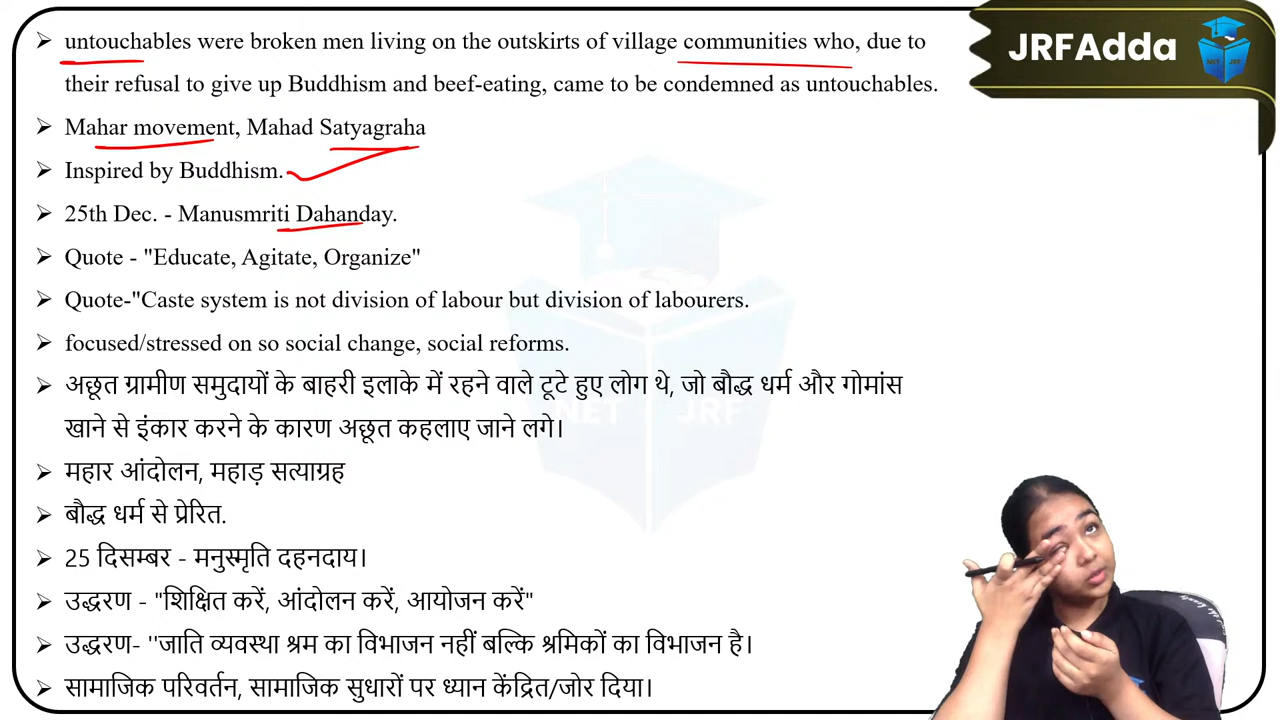 ➢ untouchables were broken men living on the outskirts of village communities who, due to
their refusal to give up Buddhism and beef-eating, came to be condemned as untouchables.
➢ Mahar movement, Mahad Satyagraha
➢ Inspired by Buddhism.
➢ 25th Dec. - Manusmriti Dahanday.
➢ Quote - "Educate, Agitate, Organize"
➢ Quote-"Caste system is not division of labour but division of labourers.
➢ focused/stressed on so social change, social reforms.
➢ अछूत ग्रामीण समुदायों के बाहरी इलाके में रहने वाले टूटे हुए लोग थे, जो बौद्ध धर्म और गोमांस
खाने से इंकार करने के कारण अछूत कहलाए जाने लगे।
➢ महार आंदोलन, महाड़ सत्याग्रह
➢ बौद्ध धर्म से प्रेरित.
➢ 25 दिसम्बर - मनुस्मृति दहनदाय।
➢ उद्धरण - "शिक्षित करें, आंदोलन करें, आयोजन करें"
➢ उद्धरण- ''जाति व्यवस्था श्रम का विभाजन नहीं बल्कि श्रमिकों का विभाजन है।
➢ सामाजिक परिवर्तन, सामाजिक सुधारों पर ध्यान केंद्रित/जोर दिया।
JRFAdda
NET JRF
NET JRF